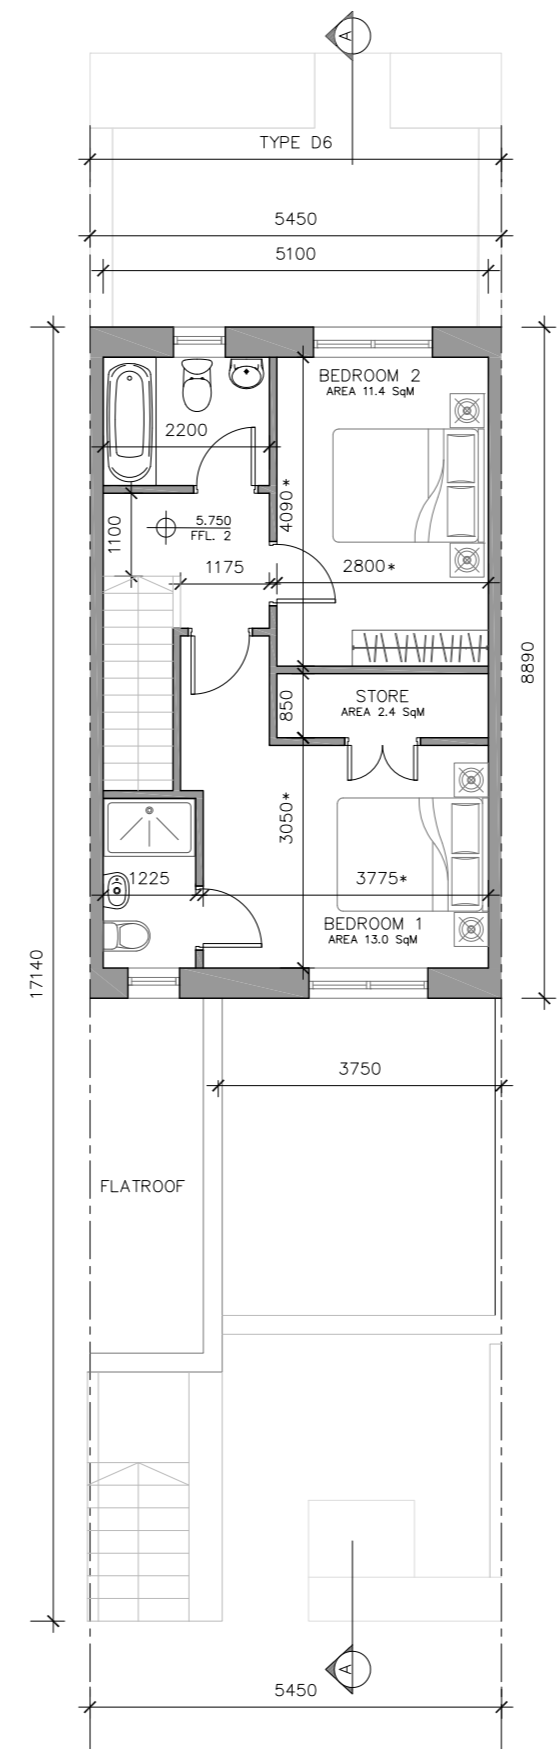 A
TYPE D6
5450
5100
BEDROOM 2
AREA 11.4 SqM
2200
4090*
1100
5.750
FFL. 2
1175
2800*
8890
850
STORE
AREA 2.4 SqM
3050*
1225
3775*
BEDROOM 1
AREA 13.0 SqM
17140
3750
FLATROOF
A
5450